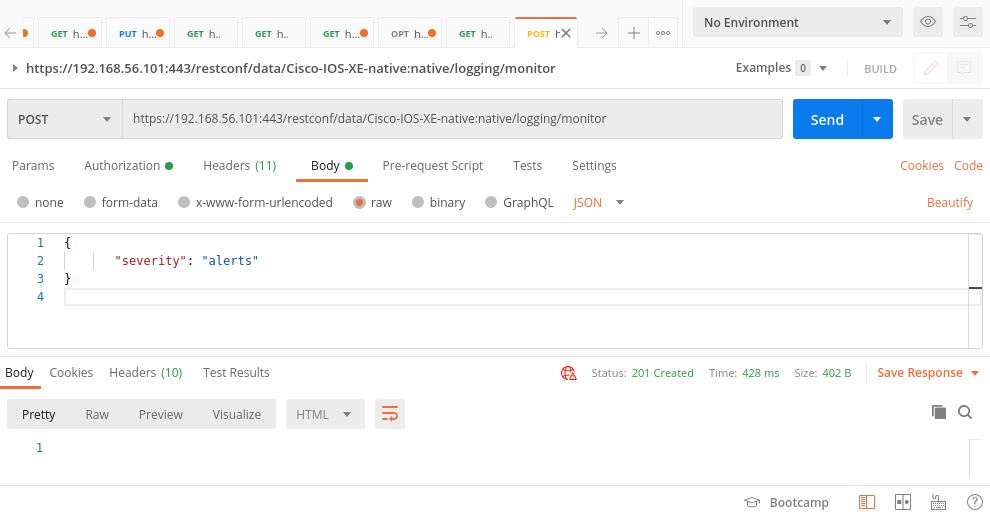 GET h... PUT h... GET h.. GET h.. GET h... OPT h... GET h.. POST h
No Environment
https://192.168.56.101:443/restconf/data/Cisco-IOS-XE-native:native/logging/monitor Examples 0 BUILD
POST https://192.168.56.101:443/restconf/data/Cisco-IOS-XE-native:native/logging/monitor Send Save
Params Authorization Headers (11) Body Pre-request Script Tests Settings Cookies Code
none form-data x-www-form-urlencoded raw binary GraphQL JSON Beautify
1 {
2 "severity": "alerts"
3 }
4
Body Cookies Headers (10) Test Results Status: 201 Created Time: 428 ms Size: 402 B Save Response
Pretty Raw Preview Visualize HTML
1
Bootcamp